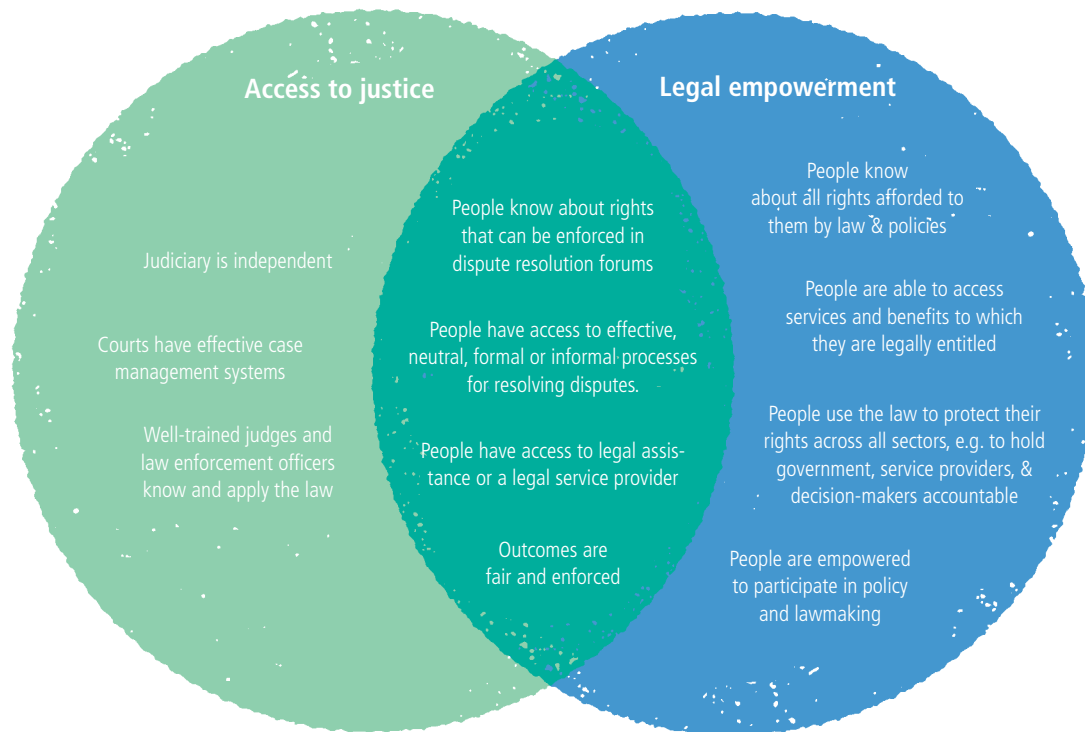 Access to justice
Legal empowerment
Judiciary is independent
Courts have effective case
management systems
Well-trained judges and
law enforcement officers
know and apply the law
People know about rights
that can be enforced in
dispute resolution forums
People have access to effective,
neutral, formal or informal processes
for resolving disputes.
People have access to legal assis-
tance or a legal service provider
Outcomes are
fair and enforced
People know
about all rights afforded to
them by law & policies
People are able to access
services and benefits to which
they are legally entitled
People use the law to protect their
rights across all sectors, e.g. to hold
government, service providers, &
decision-makers accountable
People are empowered
to participate in policy
and lawmaking